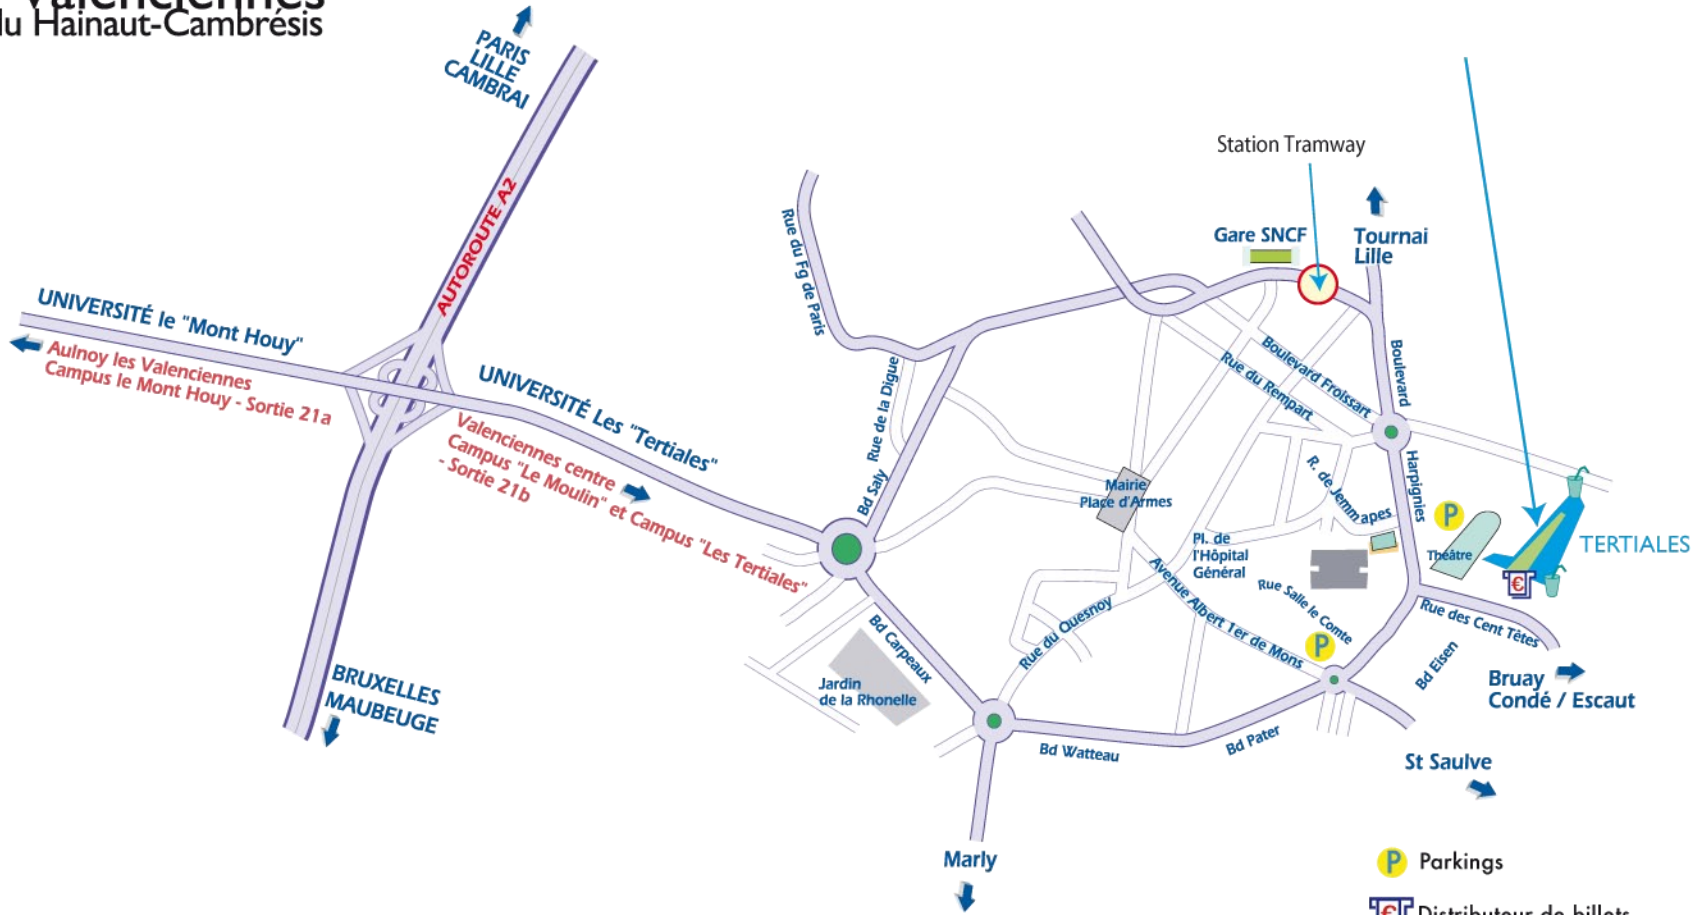 Valenciennes
du Hainaut-Cambrésis
PARIS
LILLE
CAMBRAI
AUTOROUTE A2
UNIVERSITÉ le "Mont Houy"
Aulnoy les Valenciennes
Campus le Mont Houy - Sortie 21a
UNIVERSITÉ Les "Tertiales"
Valenciennes centre
Campus "Le Moulin" et Campus "Les Tertiales"
- Sortie 21b
BRUXELLES
MAUBEUGE
Rue du Fg de Paris
Rue de la Digue
Bd Saly
Station Tramway
Gare SNCF
Tournai
Lille
Boulevard Froissart
Rue du Rempart
Boulevard
Harpignies
R. de Jemmapes
Mairie
Place d'Armes
Pl. de
l'Hôpital
Général
P
Théâtre
TERTIALES
€
Avenue Albert 1er de Mons
Rue Salle le Comte
Rue du Quesnoy
P
Rue des Cent Têtes
Bd Eisen
Bruay
Condé / Escaut
Bd Carpeaux
Jardin
de la Rhonelle
Bd Watteau
Bd Pater
St Saulve
Marly
P Parkings
€ Distributeur de billets